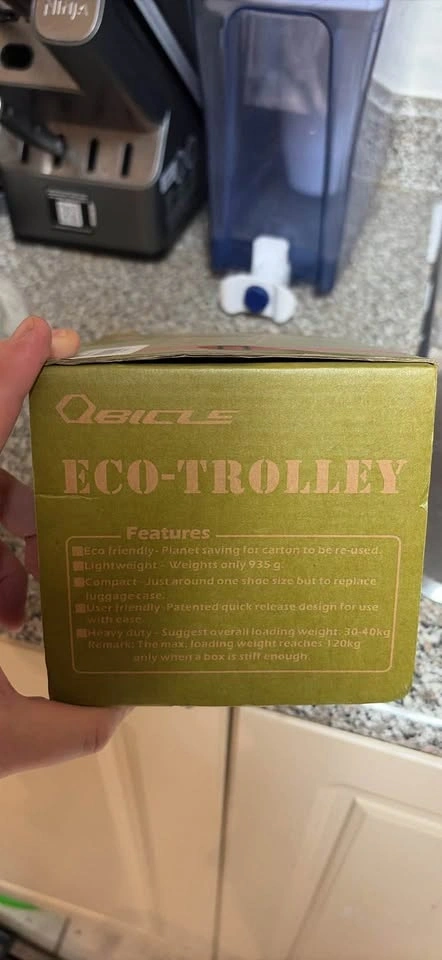 NINJA
QBICLE
ECO-TROLLEY
Features
Eco friendly- Planet saving for carton to be re-used.
Lightweight - Weights only 935 g.
Compact -Just around one shoe size but to replace
luggage case.
User friendly- Patented quick release design for use
with ease.
Heavy duty - Suggest overall loading weight: 30-40kg
Remark: The max. loading weight reaches 120kg
only when a box is stiff enough.